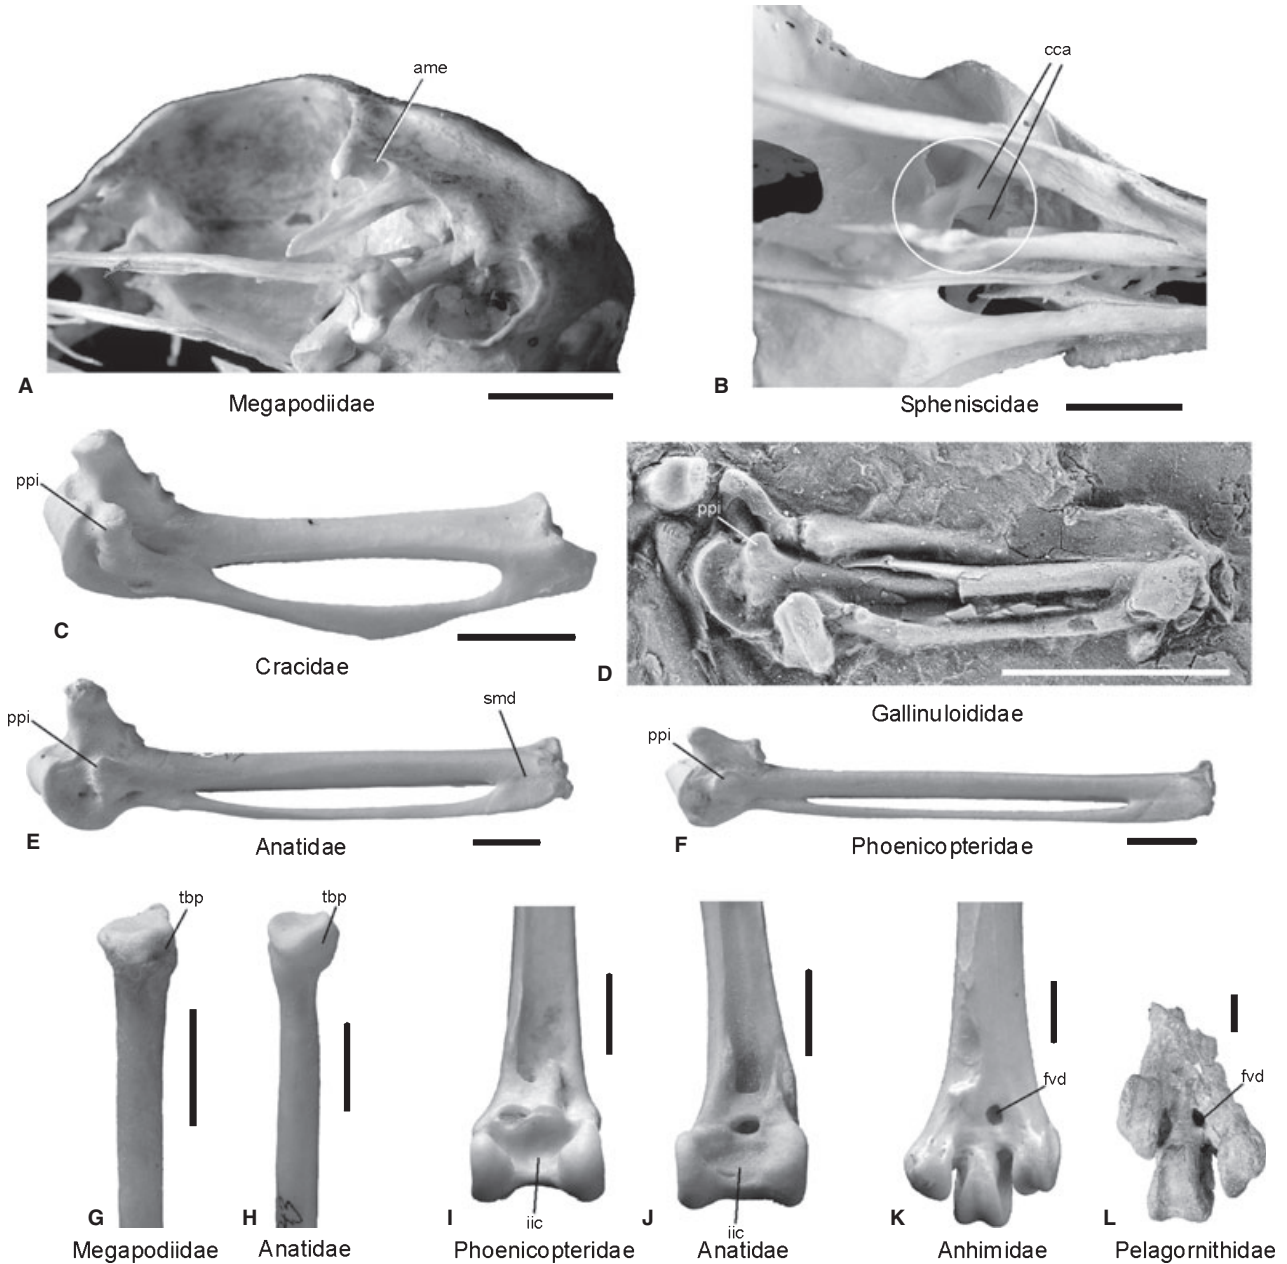 ame
A
Megapodiidae
cca
B
Spheniscidae
ppi
C
Cracidae
ppi
D
Gallinuloididae
ppi
smd
E
Anatidae
ppi
F
Phoenicopteridae
tbp
G
Megapodiidae
tbp
H
Anatidae
iic
I
Phoenicopteridae
iic
J
Anatidae
fvd
K
Anhimidae
fvd
L
Pelagornithidae